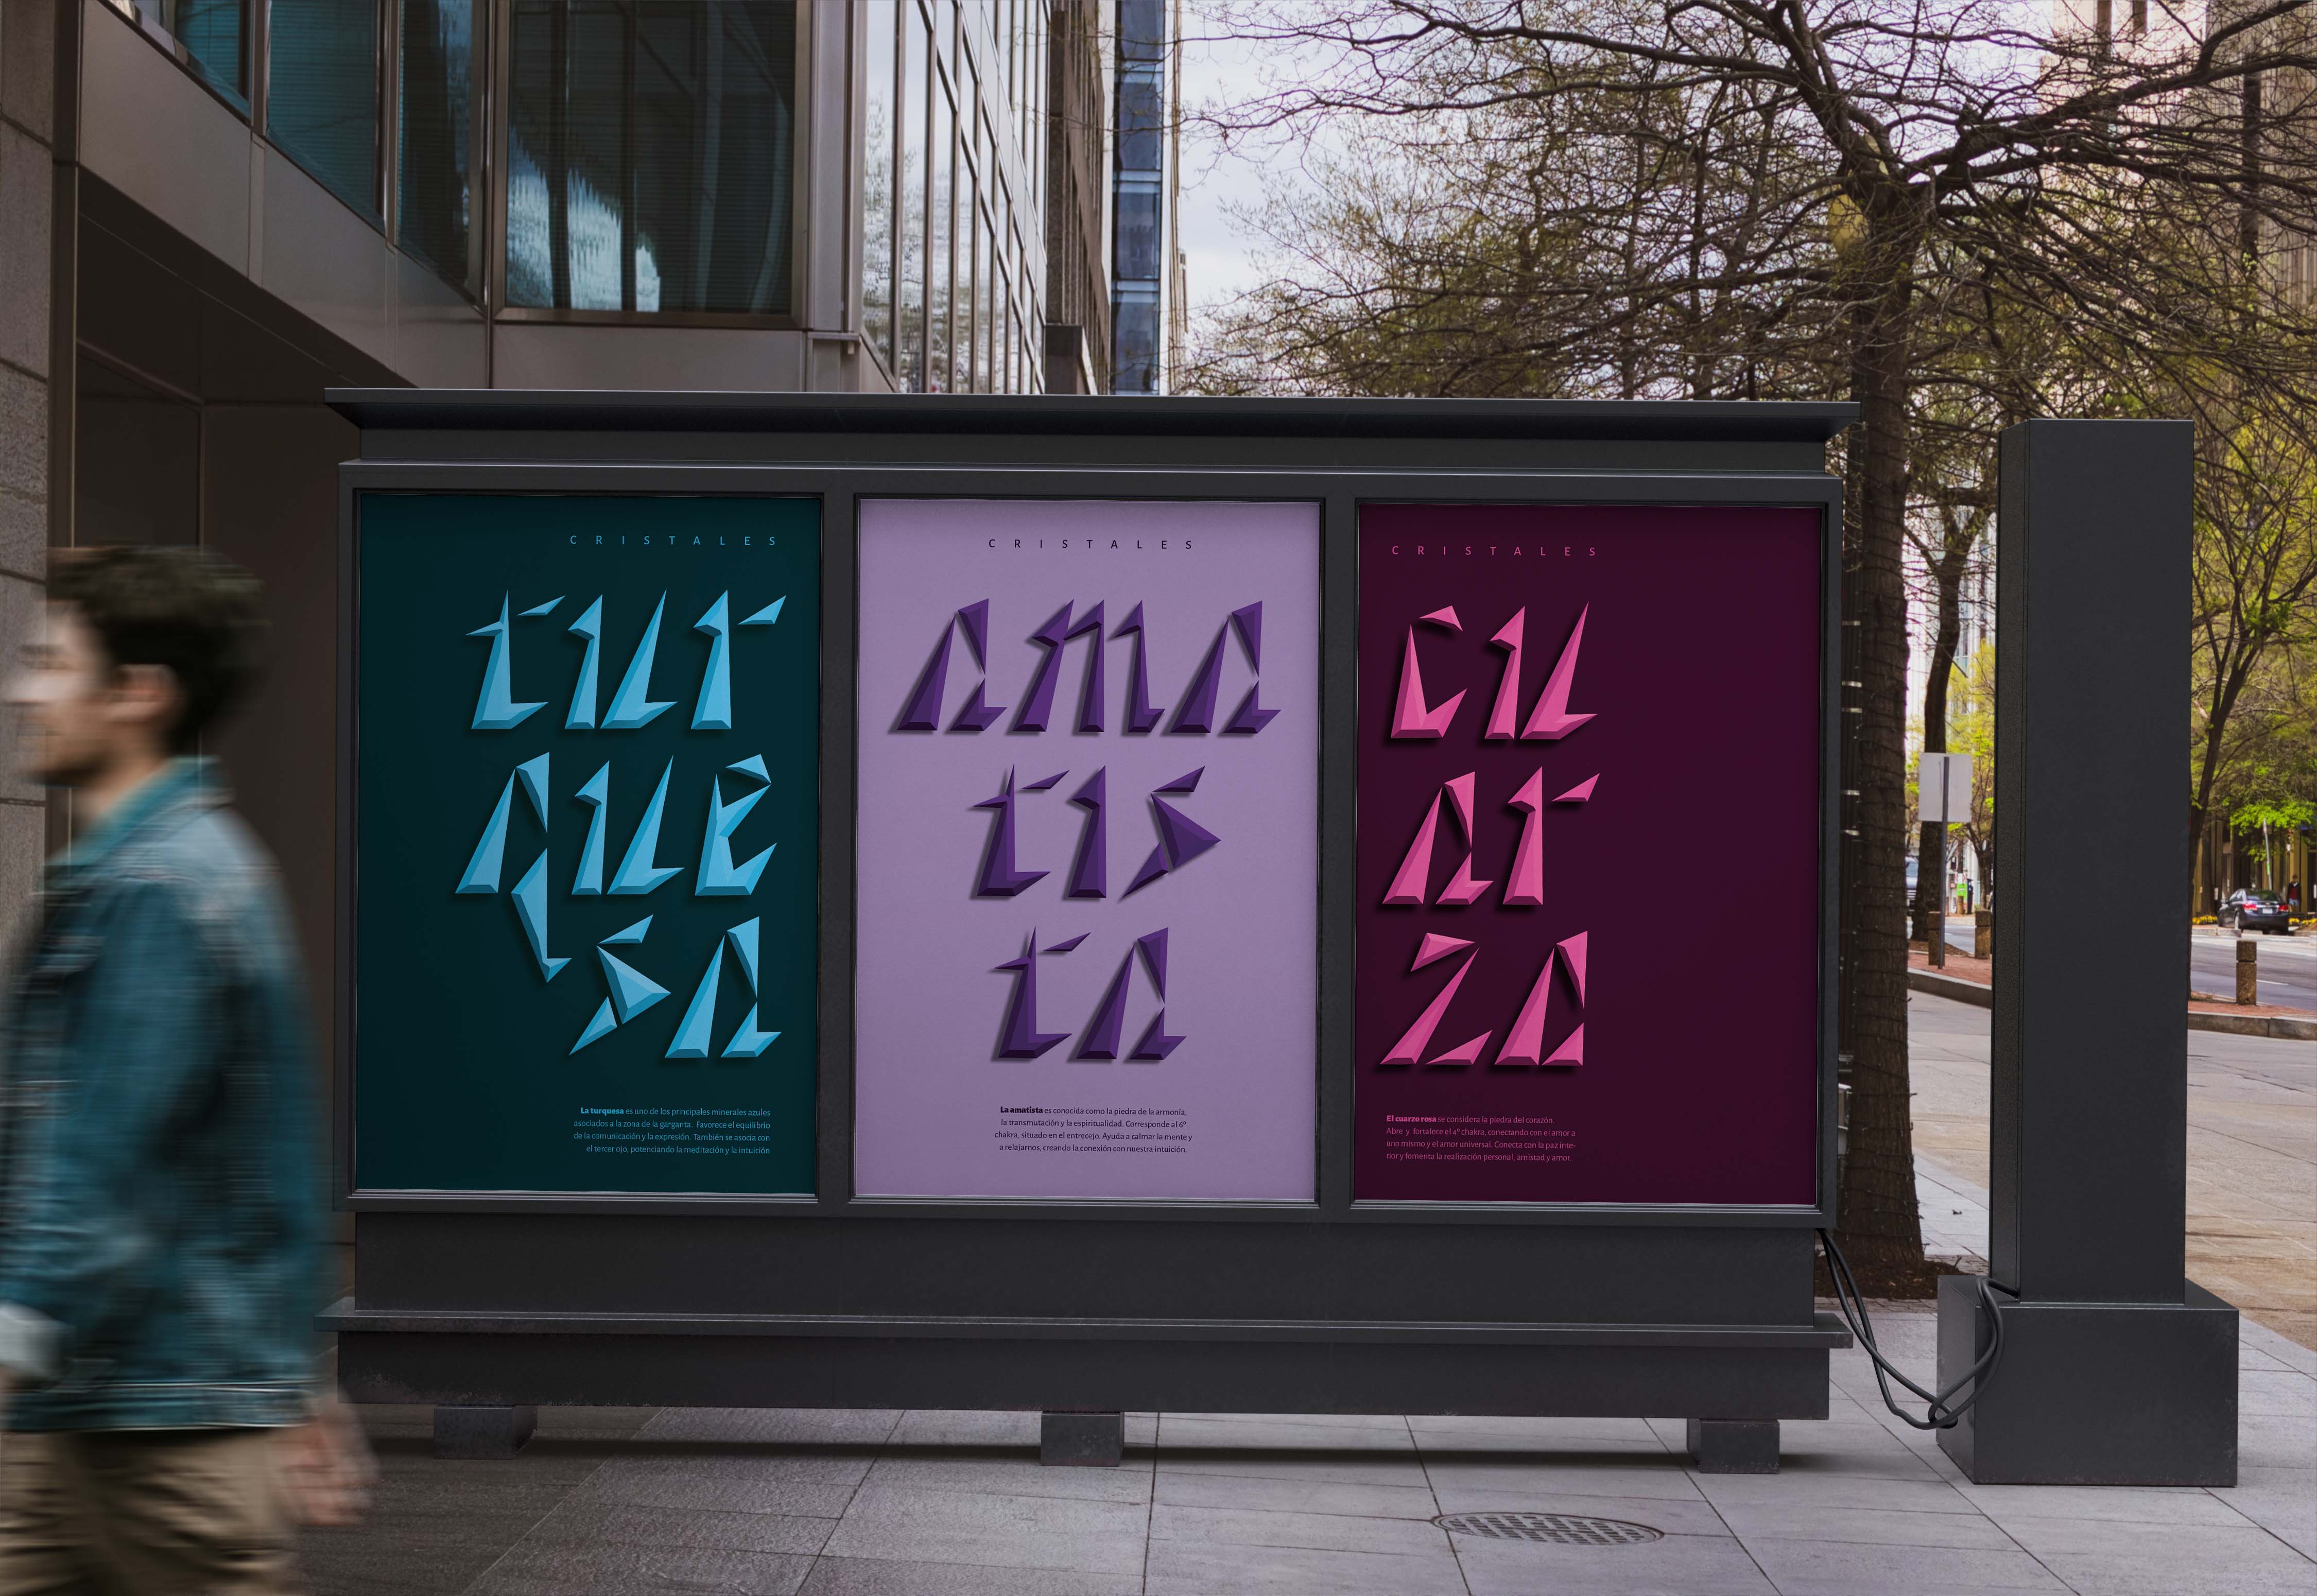 CRISTALES
tur
que
sa
La turquesa es uno de los principales minerales azules
asociados a la zona de la garganta. Favorece el equilibrio
de la comunicación y la expresión. También se asocia con
el tercer ojo, potenciando la meditación y la intuición
CRISTALES
ama
tis
ta
La amatista es conocida como la piedra de la armonía,
la transmutación y la espiritualidad. Corresponde al 6º
chakra, situado en el entrecejo. Ayuda a calmar la mente y
a relajarnos, creando la conexión con nuestra intuición.
CRISTALES
cu
ar
zo
El cuarzo rosa se considera la piedra del corazón.
Abre y fortalece el 4º chakra, conectando con el amor a
uno mismo y el amor universal. Conecta con la paz inte-
rior y fomenta la realización personal, amistad y amor.